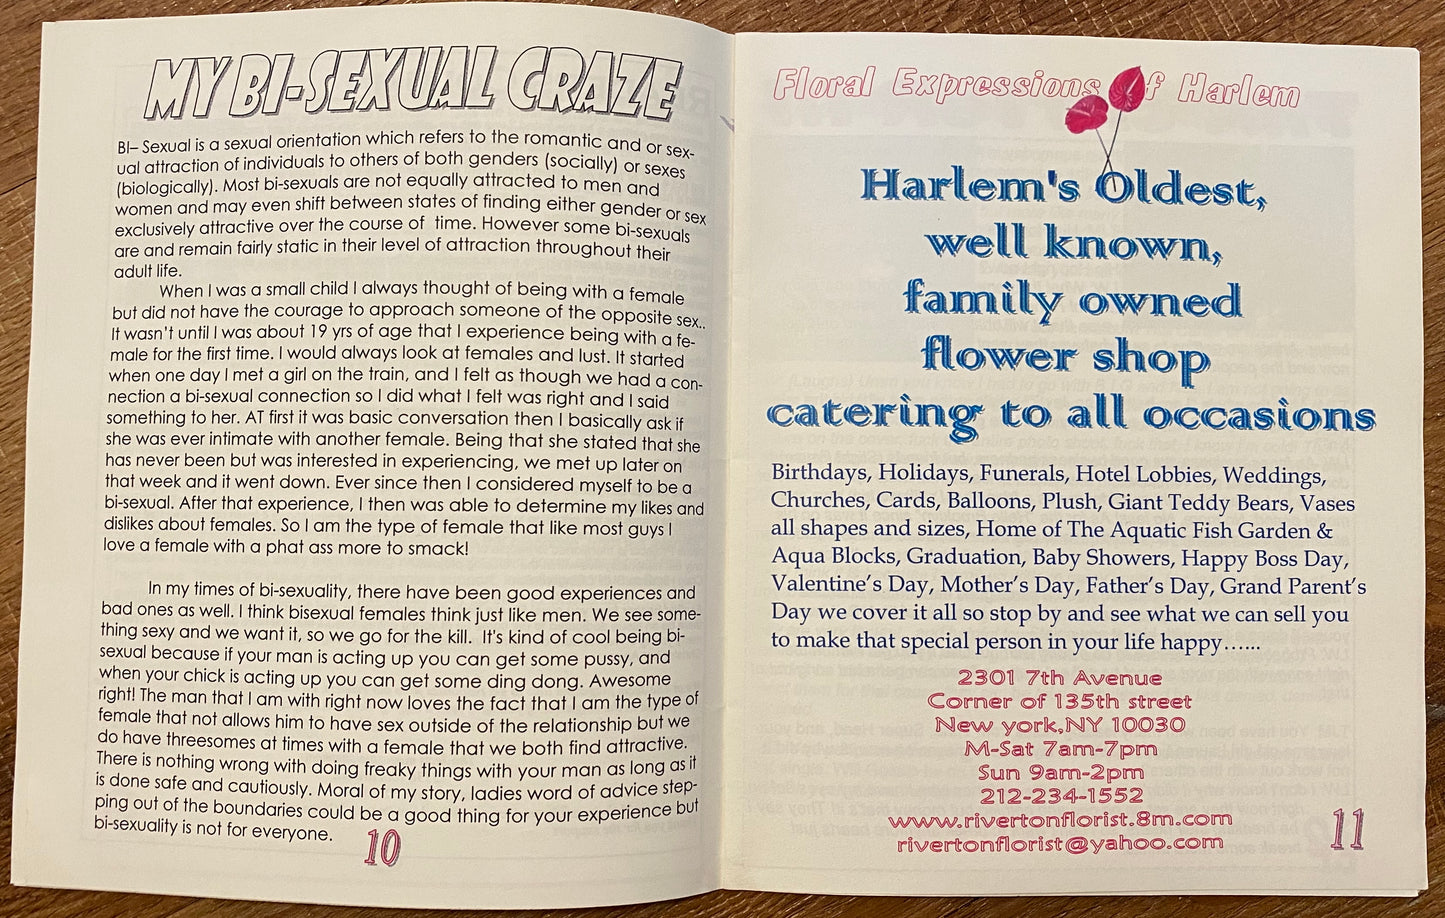 MY BI-SEXUAL CRAZE
BI– Sexual is a sexual orientation which refers to the romantic and or sex-
ual attraction of individuals to others of both genders (socially) or sexes
(biologically). Most bi-sexuals are not equally attracted to men and
women and may even shift between states of finding either gender or sex
exclusively attractive over the course of time. However some bi-sexuals
are and remain fairly static in their level of attraction throughout their
adult life.
When I was a small child I always thought of being with a female
but did not have the courage to approach someone of the opposite sex..
It wasn't until I was about 19 yrs of age that I experience being with a fe-
male for the first time. I would always look at females and lust. It started
when one day I met a girl on the train, and I felt as though we had a con-
nection a bi-sexual connection so I did what I felt was right and I said
something to her. AT first it was basic conversation then I basically ask if
she was ever intimate with another female. Being that she stated that she
has never been but was interested in experiencing, we met up later on
that week and it went down. Ever since then I considered myself to be a
bi-sexual. After that experience, I then was able to determine my likes and
dislikes about females. So I am the type of female that like most guys I
love a female with a phat ass more to smack!
In my times of bi-sexuality, there have been good experiences and
bad ones as well. I think bisexual females think just like men. We see some-
thing sexy and we want it, so we go for the kill. It's kind of cool being bi-
sexual because if your man is acting up you can get some pussy, and
when your chick is acting up you can get some ding dong. Awesome
right! The man that I am with right now loves the fact that I am the type of
female that not allows him to have sex outside of the relationship but we
do have threesomes at times with a female that we both find attractive.
There is nothing wrong with doing freaky things with your man as long as it
is done safe and cautiously. Moral of my story, ladies word of advice step-
ping out of the boundaries could be a good thing for your experience but
bi-sexuality is not for everyone.
10
Floral Expressions of Harlem
Harlem's Oldest,
well known,
family owned
flower shop
catering to all occasions
Birthdays, Holidays, Funerals, Hotel Lobbies, Weddings,
Churches, Cards, Balloons, Plush, Giant Teddy Bears, Vases
all shapes and sizes, Home of The Aquatic Fish Garden &
Aqua Blocks, Graduation, Baby Showers, Happy Boss Day,
Valentine's Day, Mother's Day, Father's Day, Grand Parent's
Day we cover it all so stop by and see what we can sell you
to make that special person in your life happy…...
2301 7th Avenue
Corner of 135th street
New york,NY 10030
M-Sat 7am-7pm
Sun 9am-2pm
212-234-1552
www.rivertonflorist.8m.com
rivertonflorist@yahoo.com
11